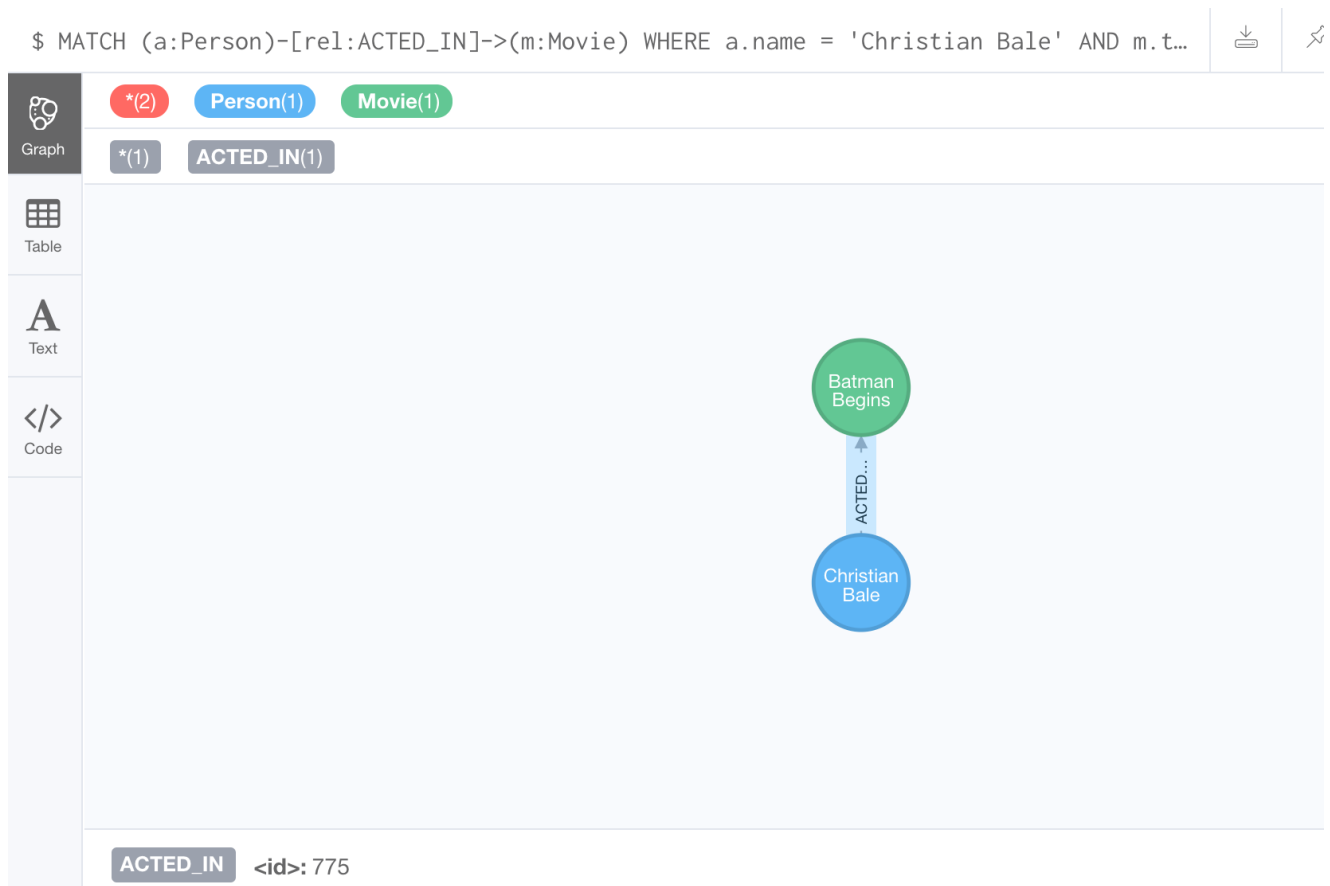 $ MATCH (a:Person)-[rel:ACTED_IN]->(m:Movie) WHERE a.name = 'Christian Bale' AND m.t…
*(2) Person(1) Movie(1)
*(1) ACTED_IN(1)
Graph
Table
Text
Code
Batman
Begins
ACTED…
Christian
Bale
ACTED_IN <id>: 775